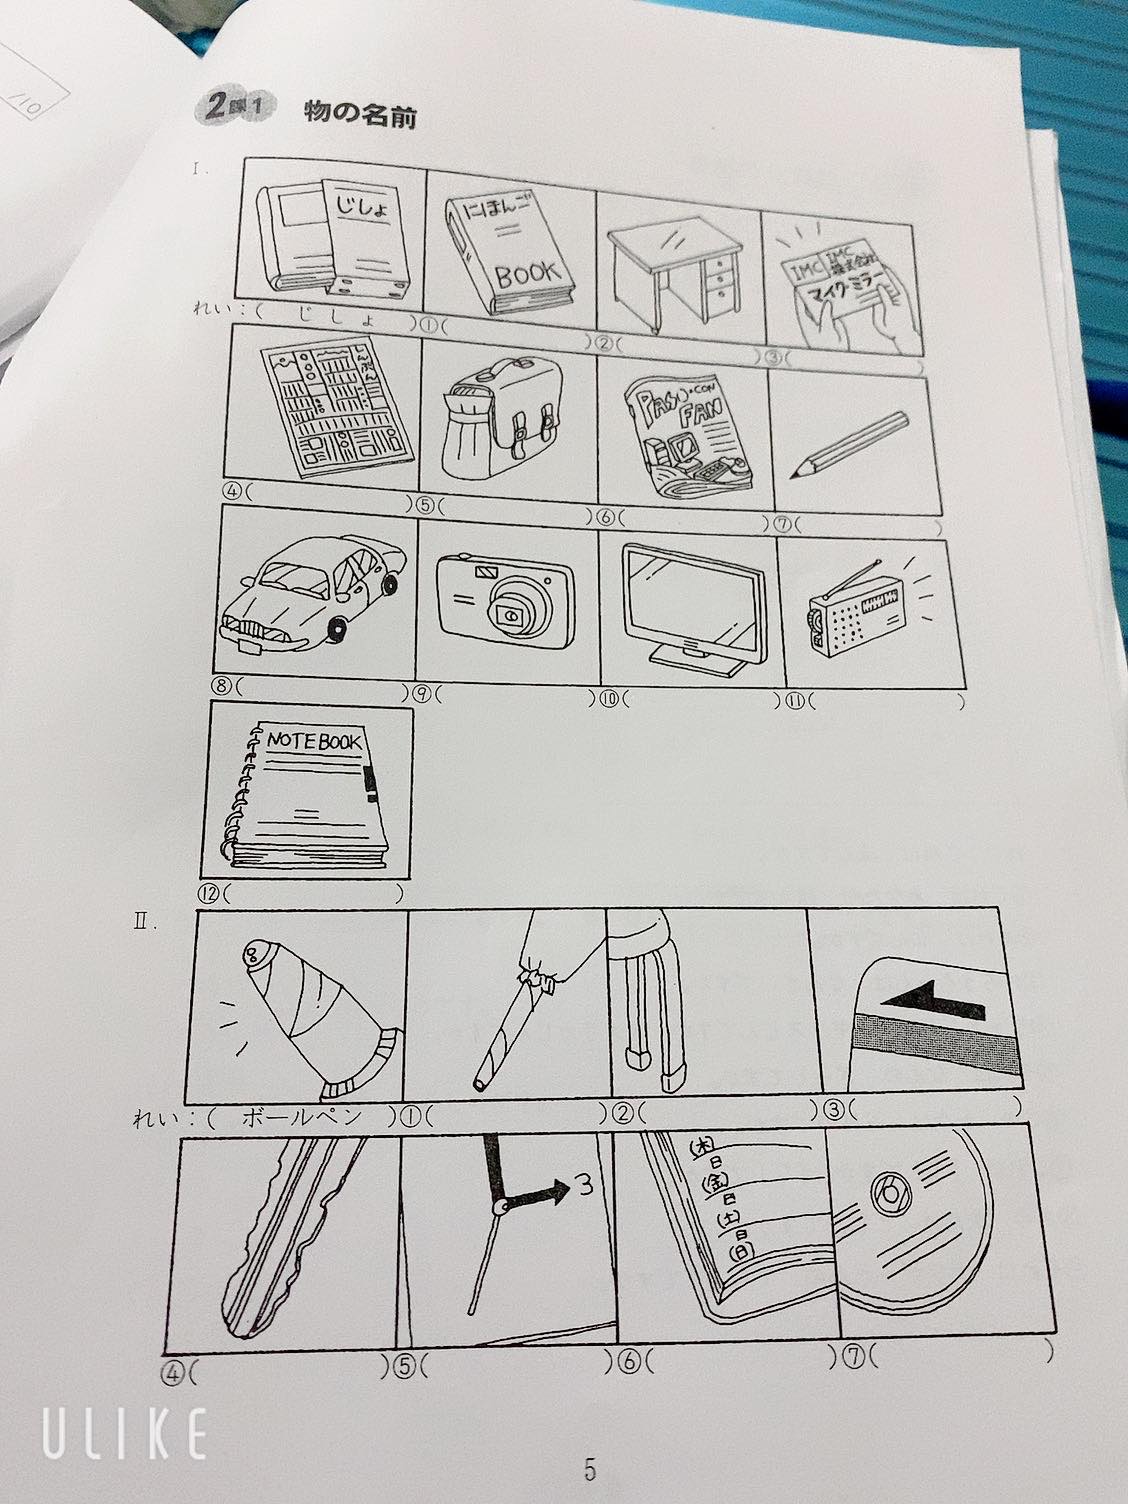 /10
2課1 物の名前
I.
じしょ
にほんご
BOOK
IMC IMC
株式会社
マイク・ミラー
れい：( じしょ )①( )②( )③( )
しんぶん
PASO・CON
FAN
④( )⑤( )⑥( )⑦( )
⑧( )⑨( )⑩( )⑪( )
NOTEBOOK
⑫( )
II.
れい：( ボールペン )①( )②( )③( )
3
(木)
日
(金)
日
(土)
日
(日)
④( )⑤( )⑥( )⑦( )
ULIKE
5